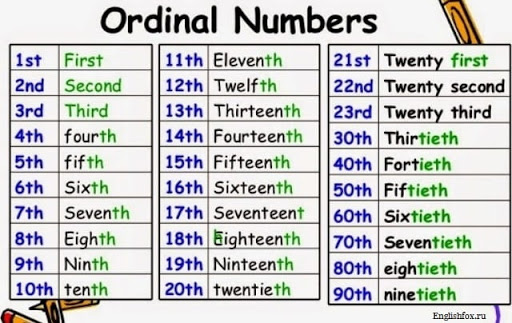 Ordinal Numbers
1st First
2nd Second
3rd Third
4th fourth
5th fifth
6th Sixth
7th Seventh
8th Eighth
9th Ninth
10th tenth
11th Eleventh
12th Twelfth
13th Thirteenth
14th Fourteenth
15th Fifteenth
16th Sixteenth
17th Seventeent
18th Eighteenth
19th Ninteenth
20th twentieth
21st Twenty first
22nd Twenty second
23rd Twenty third
30th Thirtieth
40th Fortieth
50th Fiftieth
60th Sixtieth
70th Seventieth
80th eightieth
90th ninetieth
Englishfox.ru